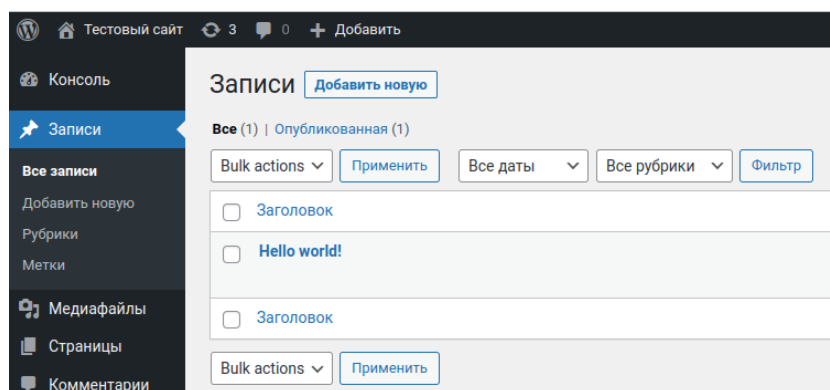 Тестовый сайт 3 0 + Добавить
Консоль
Записи
Все записи
Добавить новую
Рубрики
Метки
Медиафайлы
Страницы
Комментарии
Записи Добавить новую
Все (1) | Опубликованная (1)
Bulk actions Применить Все даты Все рубрики Фильтр
Заголовок
Hello world!
Заголовок
Bulk actions Применить